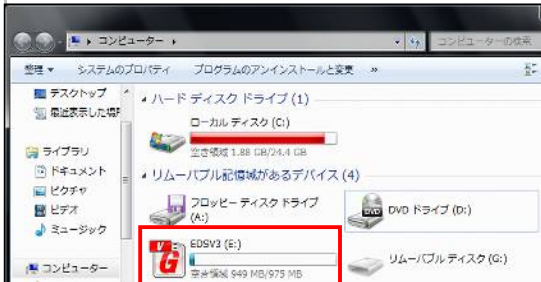 コンピューター
コンピューターの検索
整理 システムのプロパティ プログラムのアンインストールと変更 »
デスクトップ
最近表示した場所
ライブラリ
ドキュメント
ピクチャ
ビデオ
ミュージック
コンピューター
ハード ディスク ドライブ (1)
ローカル ディスク (C:)
空き領域 1.88 GB/24.4 GB
リムーバブル記憶域があるデバイス (4)
フロッピー ディスク ドライブ
(A:)
DVD
DVD ドライブ (D:)
V
G
EDSV3 (E:)
空き領域 949 MB/975 MB
リムーバブル ディスク (G:)